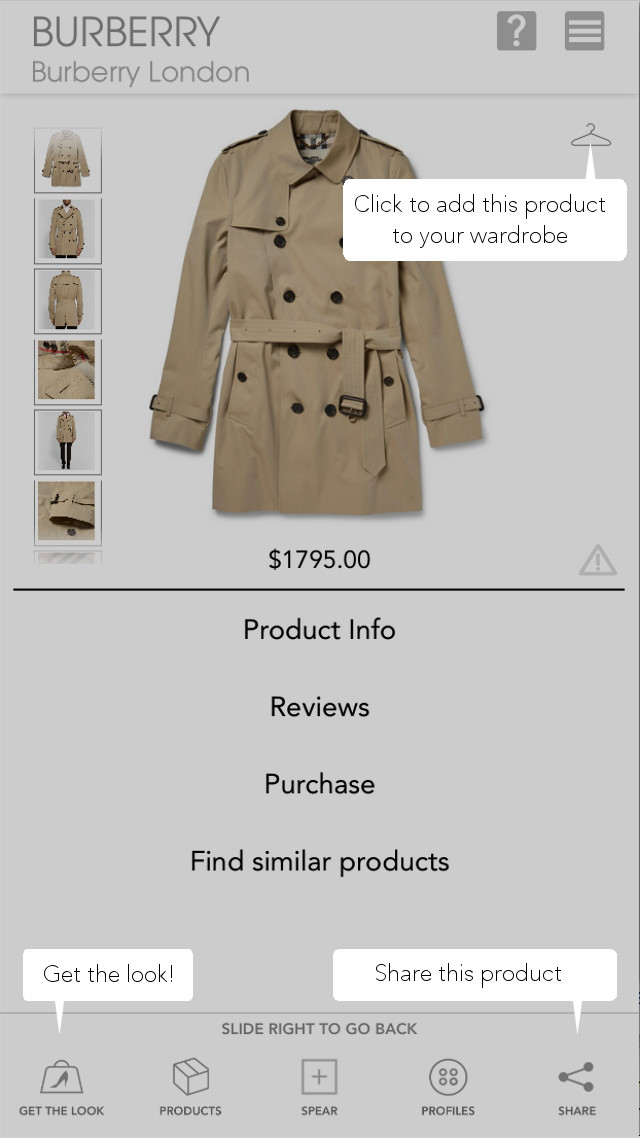 BURBERRY
Burberry London
?
Click to add this product
to your wardrobe
$1795.00
Product Info
Reviews
Purchase
Find similar products
Get the look!
Share this product
SLIDE RIGHT TO GO BACK
GET THE LOOK
PRODUCTS
SPEAR
PROFILES
SHARE